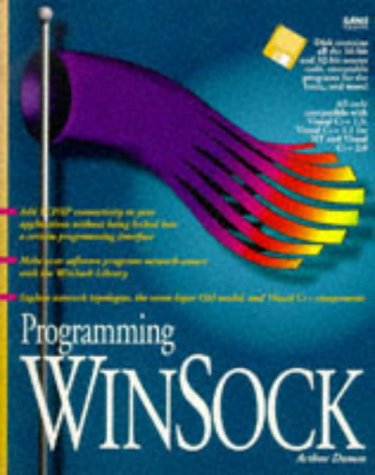 SAMS
Disk contains
all the 16-bit
and 32-bit source
code, executable
programs for the
book, and more!
All code
compatible with
Visual C++ 1.5,
Visual C++ 1.1 for
NT and Visual
C++ 2.0
Add TCP/IP connectivity to your
applications without being locked into
a certain programming interface
Make your software programs network-aware
with the WinSock Library
Explore network topologies, the seven-layer OSI model, and Visual C++ components
Programming
WINSOCK
Arthur Dumas